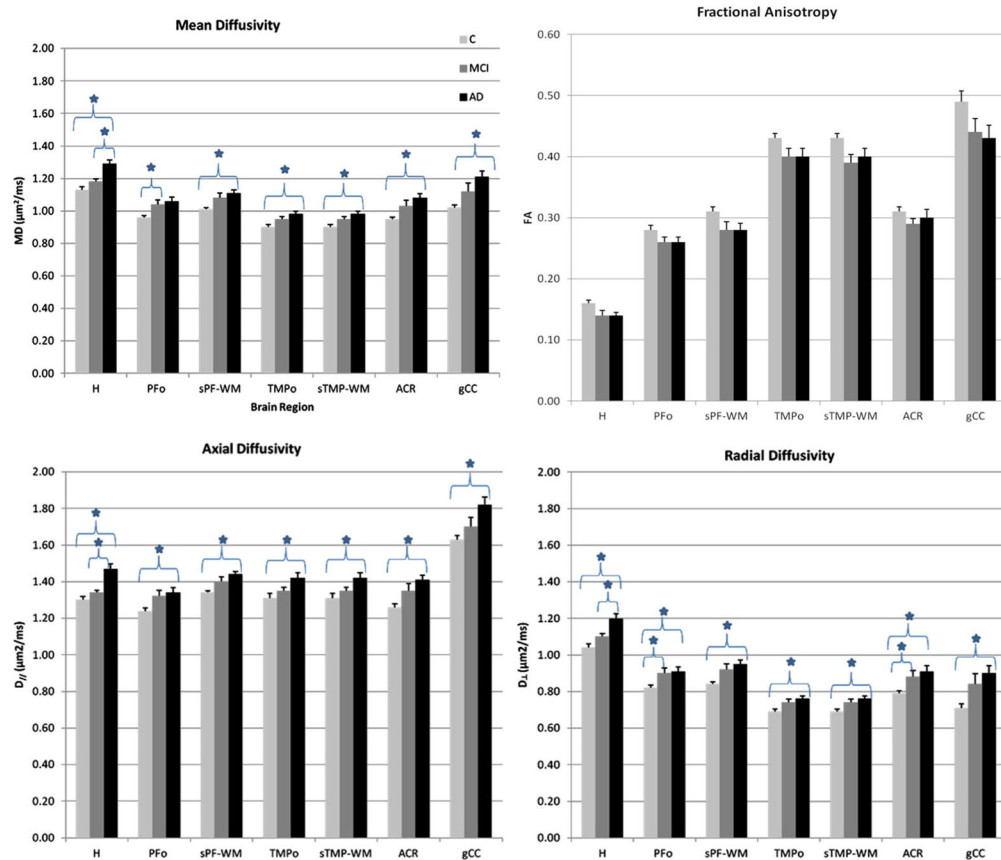 Mean Diffusivity
C
MCI
AD
MD (μm²/ms)
2.00
1.80
1.60
1.40
1.20
1.00
0.80
0.60
0.40
0.20
0.00
H PFo sPF-WM TMPo sTMP-WM ACR gCC
Brain Region
Fractional Anisotropy
FA
0.60
0.50
0.40
0.30
0.20
0.10
0.00
H PFo sPF-WM TMPo sTMP-WM ACR gCC
Axial Diffusivity
D// (μm2/ms)
2.00
1.80
1.60
1.40
1.20
1.00
0.80
0.60
0.40
0.20
0.00
H PFo sPF-WM TMPo sTMP-WM ACR gCC
Radial Diffusivity
D⊥ (μm2/ms)
2.00
1.80
1.60
1.40
1.20
1.00
0.80
0.60
0.40
0.20
0.00
H PFo sPF-WM TMPo sTMP-WM ACR gCC